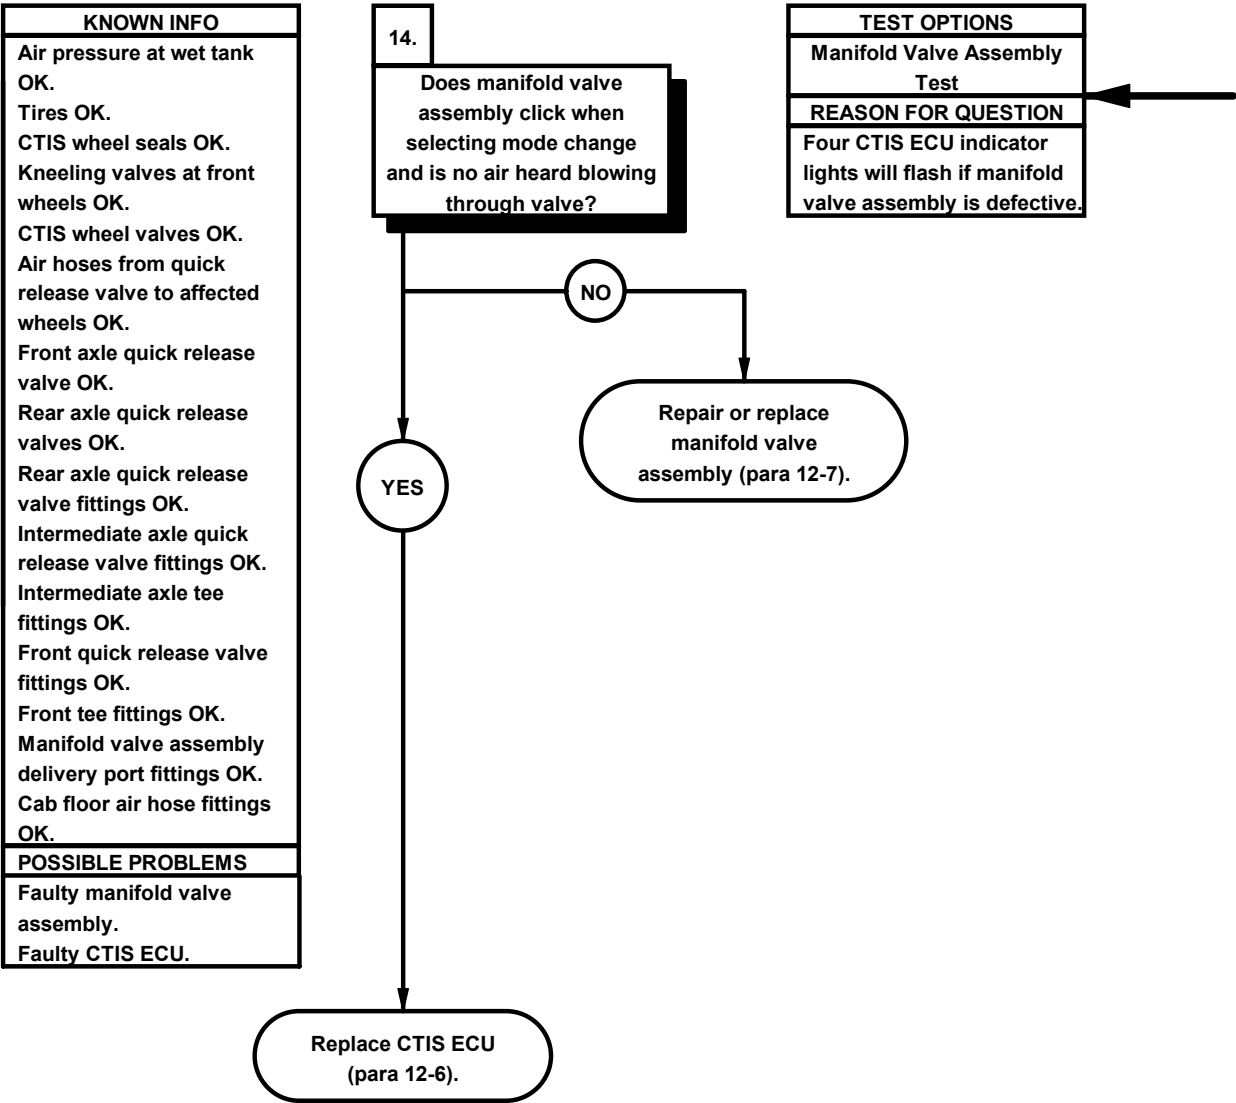 KNOWN INFO
Air pressure at wet tank
OK.
Tires OK.
CTIS wheel seals OK.
Kneeling valves at front
wheels OK.
CTIS wheel valves OK.
Air hoses from quick
release valve to affected
wheels OK.
Front axle quick release
valve OK.
Rear axle quick release
valves OK.
Rear axle quick release
valve fittings OK.
Intermediate axle quick
release valve fittings OK.
Intermediate axle tee
fittings OK.
Front quick release valve
fittings OK.
Front tee fittings OK.
Manifold valve assembly
delivery port fittings OK.
Cab floor air hose fittings
OK.
POSSIBLE PROBLEMS
Faulty manifold valve
assembly.
Faulty CTIS ECU.
14.
Does manifold valve
assembly click when
selecting mode change
and is no air heard blowing
through valve?
TEST OPTIONS
Manifold Valve Assembly
Test
REASON FOR QUESTION
Four CTIS ECU indicator
lights will flash if manifold
valve assembly is defective.
NO
Repair or replace
manifold valve
assembly (para 12-7).
YES
Replace CTIS ECU
(para 12-6).